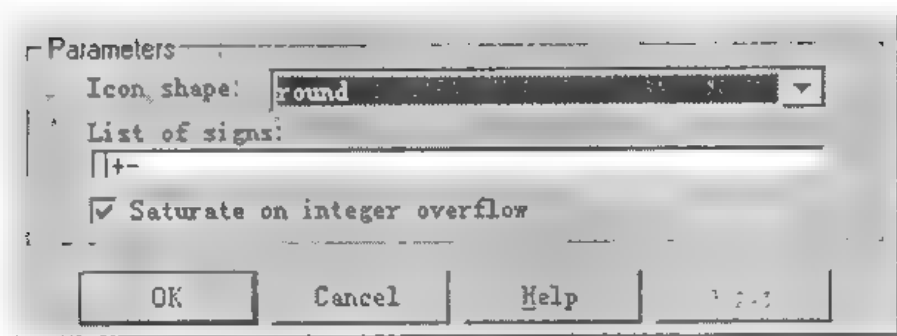 Parameters
Icon shape: round
List of signs:
|+-
Saturate on integer overflow
OK Cancel Help